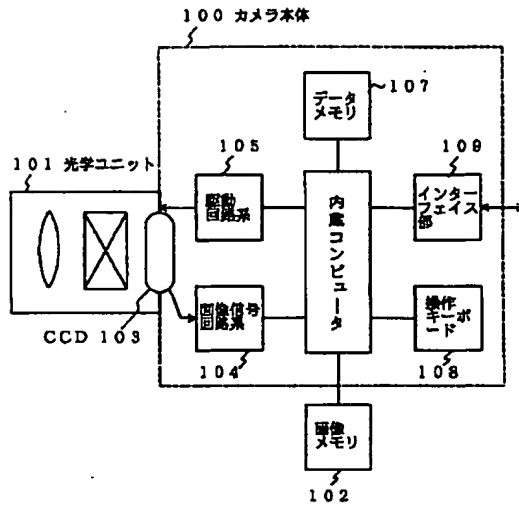 100 カメラ本体
107
データ
メモリ
101 光学ユニット
105
109
駆動
回路系
内蔵コンピュータ
インター
フェイス
部
画像信号
回路系
操作
キーボ
ード
CCD 103
104
108
画像
メモリ
102